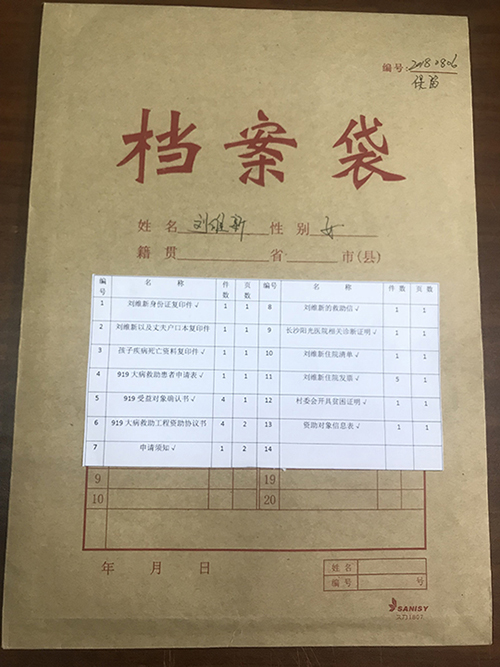 编号:20180806
档案袋
姓名 刘维新 性别 女
籍贯 省 市(县)
编号 名 称 件数 页数 编号 名 称 件数 页数
1 刘维新身份证复印件√ 1 1 8 刘维新的救助信√ 1 1
2 刘维新以及丈夫户口本复印件 1 1 9 长沙阳光医院相关诊断证明√ 1 1
3 孩子疾病死亡资料复印件√ 1 1 10 刘维新住院清单√ 1 1
4 919大病救助患者申请表√ 1 1 11 刘维新住院发票√ 5 1
5 919受益对象确认书√ 4 1 12 村委会开具贫困证明√ 1 1
6 919大病救助工程资助协议书 4 2 13 资助对象信息表√ 1 1
7 申请须知√ 1 2 14
9 19
10 20
年 月 日
姓名
编号 号
SANISY